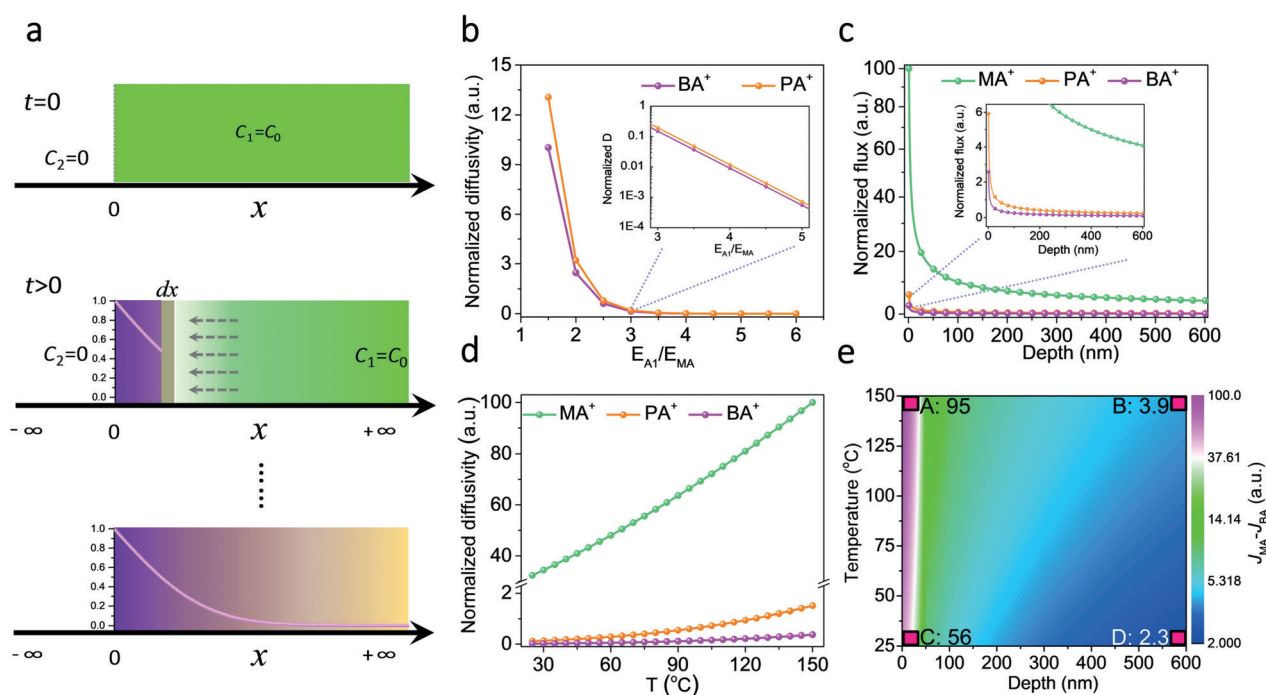 a
t=0
C₁=C₀
C₂=0
0
x
t>0
dx
1.0
0.8
0.6
0.4
0.2
0.0
C₂=0
C₁=C₀
- ∞
0
x
+∞
1.0
0.8
0.6
0.4
0.2
0.0
- ∞
0
x
+∞
b
Normalized diffusivity (a.u.)
15
12
9
6
3
0
BA⁺ PA⁺
Normalized D
1
0.1
0.01
1E-3
1E-4
3 4 5
E_A1/E_MA
1 2 3 4 5 6
E_A1/E_MA
c
Normalized flux (a.u.)
100
80
60
40
20
0
MA⁺ PA⁺ BA⁺
Normalized flux (a.u.)
6
4
2
0
0 200 400 600
Depth (nm)
0 100 200 300 400 500 600
Depth (nm)
d
Normalized diffusivity (a.u.)
100
80
60
40
2
0
MA⁺ PA⁺ BA⁺
30 60 90 120 150
T (°C)
e
Temperature (°C)
150
125
100
75
50
25
A: 95
B: 3.9
C: 56
D: 2.3
0 100 200 300 400 500 600
Depth (nm)
100.0
37.61
14.14
5.318
2.000
J_MA-J_BA (a.u.)